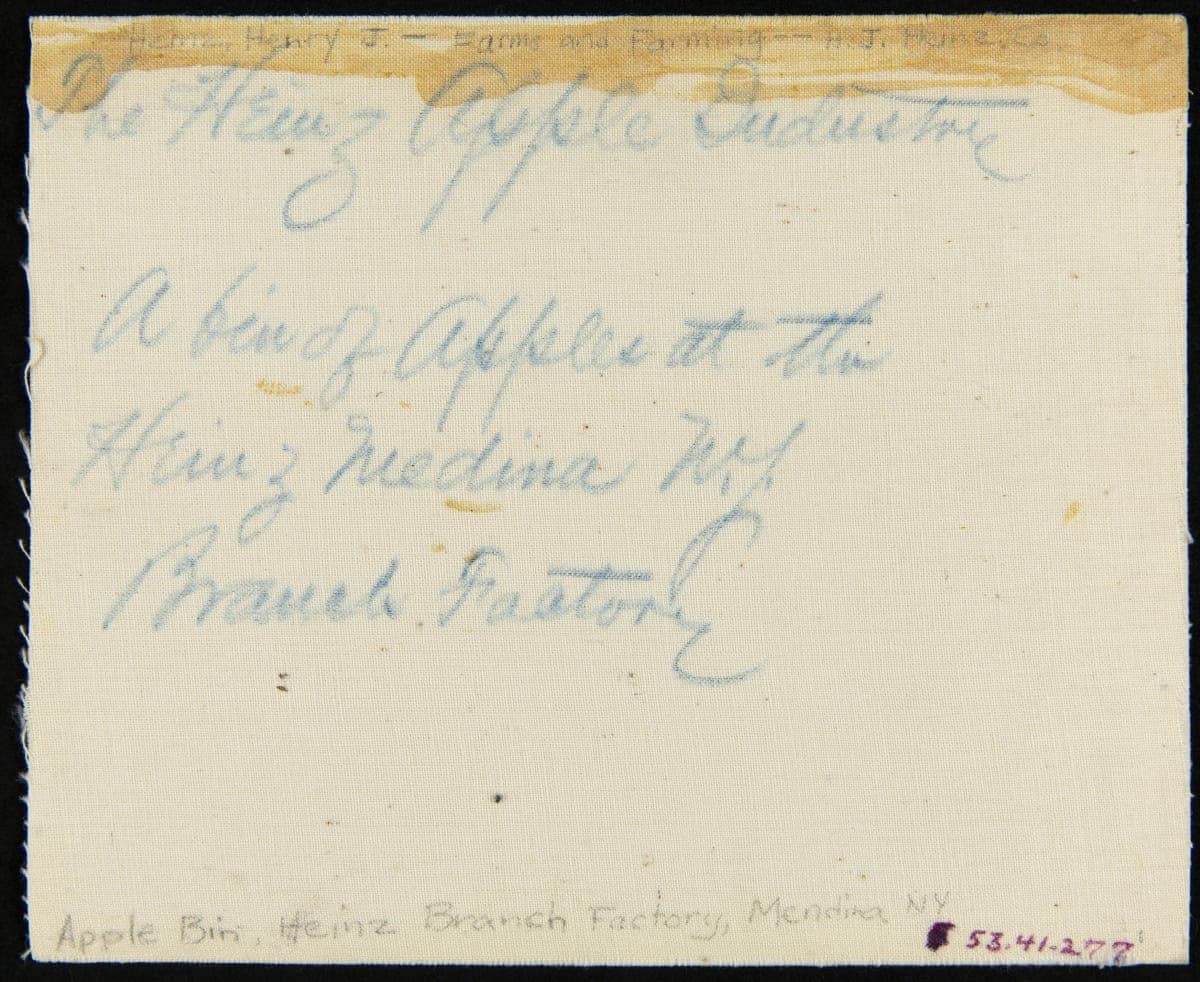 Heinz, Henry J. — Farms and Farming -- H. J. Heinz Co.
The Heinz Apple Industry
A bin of Apples at the
Heinz Medina N.Y.
Branch Factory
Apple Bin, Heinz Branch Factory, Mendina NY
53.41.277